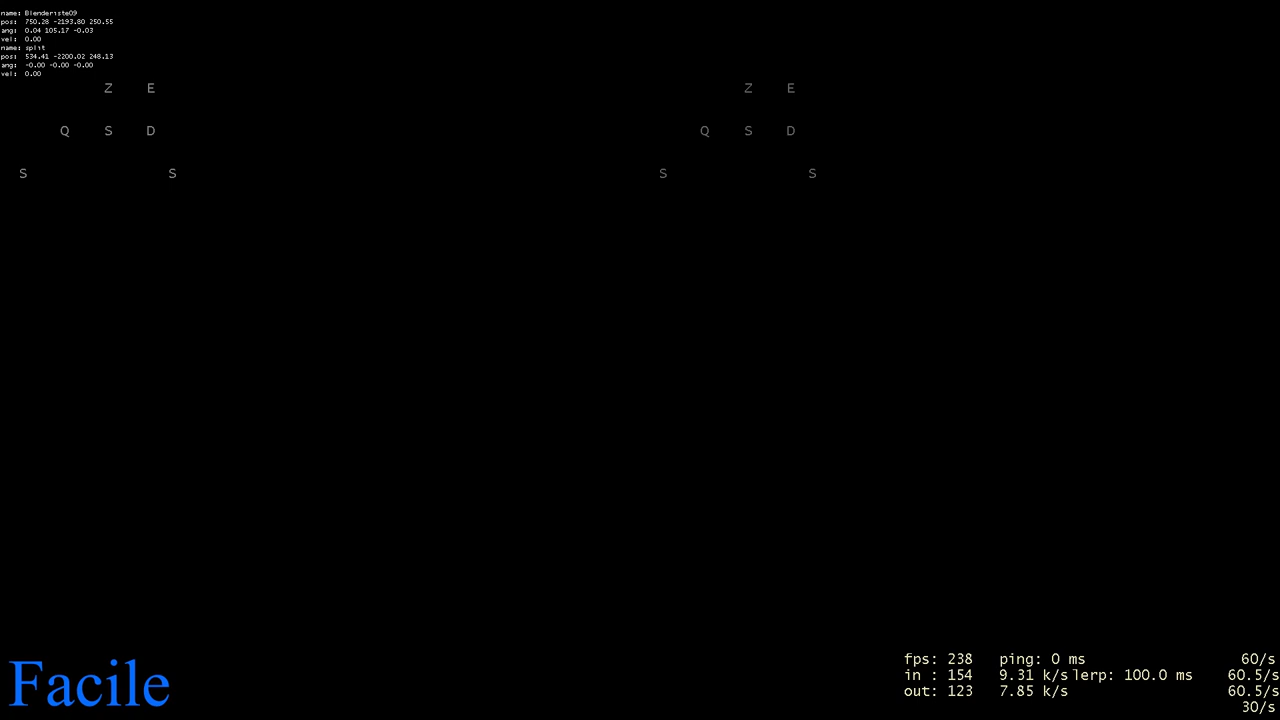 name: Blenderiste09
pos: 750.28 -2193.80 250.55
ang: 0.04 105.17 -0.03
vel: 0.00
name: split
pos: 534.41 -2200.02 248.13
ang: -0.00 -0.00 -0.00
vel: 0.00
Z E Z E
Q S D Q S D
S S S S
fps: 238 ping: 0 ms 60/s
in : 154 9.31 k/s lerp: 100.0 ms 60.5/s
out: 123 7.85 k/s 60.5/s
30/s
Facile